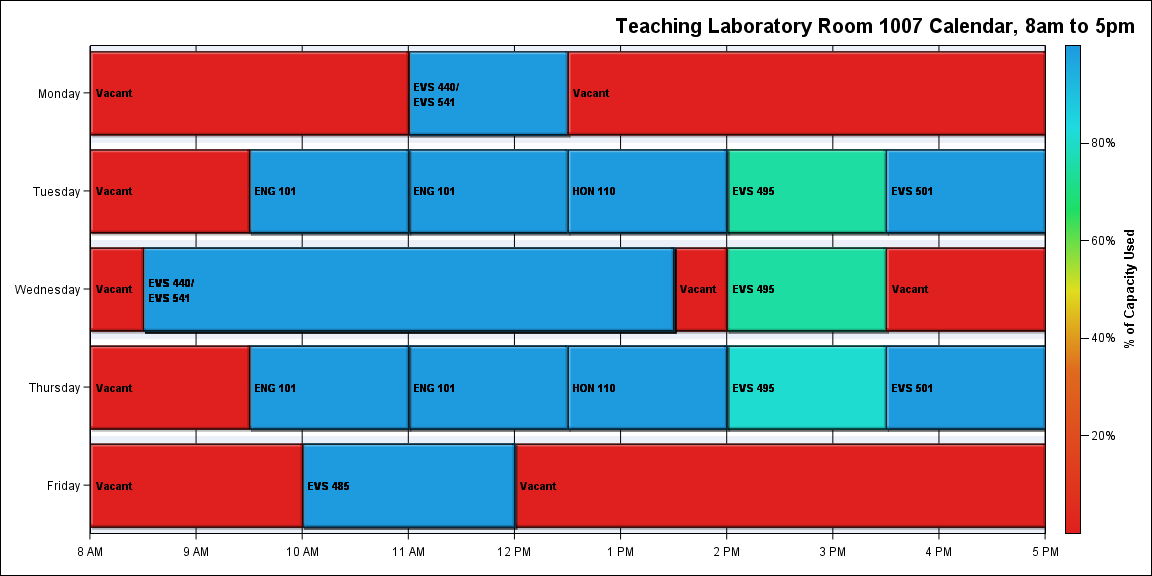 Teaching Laboratory Room 1007 Calendar, 8am to 5pm
Monday
Vacant
EVS 440/
EVS 541
Vacant
Tuesday
Vacant
ENG 101
ENG 101
HON 110
EVS 495
EVS 501
Wednesday
Vacant
EVS 440/
EVS 541
Vacant
EVS 495
Vacant
Thursday
Vacant
ENG 101
ENG 101
HON 110
EVS 495
EVS 501
Friday
Vacant
EVS 485
Vacant
8 AM
9 AM
10 AM
11 AM
12 PM
1 PM
2 PM
3 PM
4 PM
5 PM
80%
60%
40%
20%
% of Capacity Used